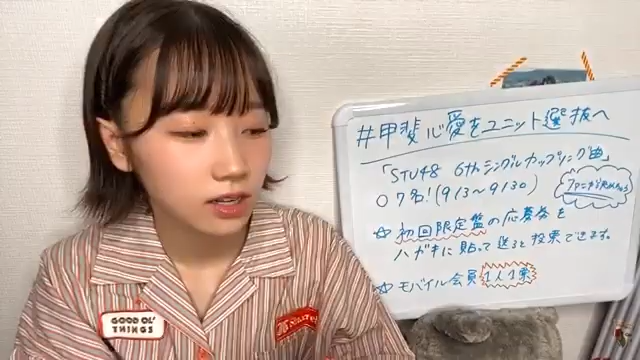 #甲斐心愛をユニット選抜へ
「STU48 6thシングルカップリング曲」
○7名!(9/3〜9/30)
☆初回限定盤の応募券を
ハガキに貼って送ると投票できます。
☆モバイル会員 1人1票
GOOD OL'
THINGS